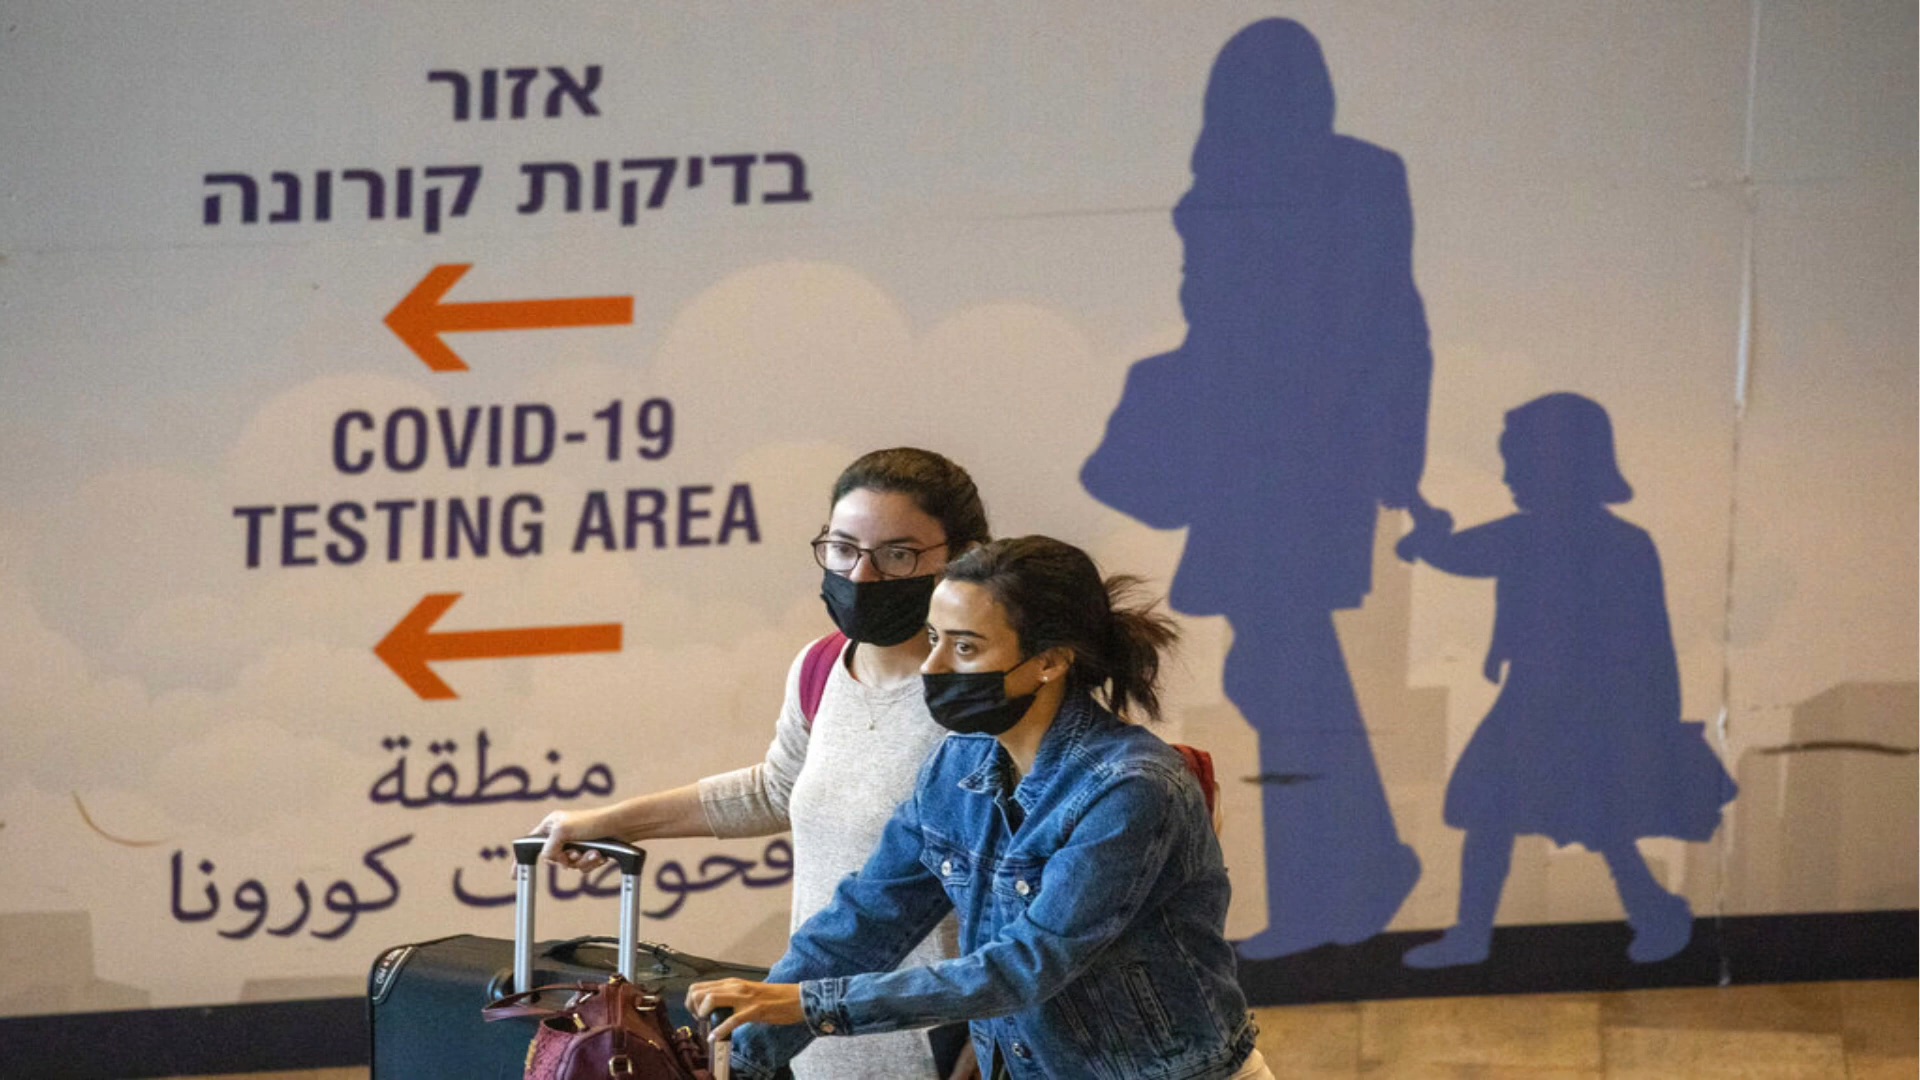 אזור
בדיקות קורונה
COVID-19
TESTING AREA
منطقة
فحوصات كورونا